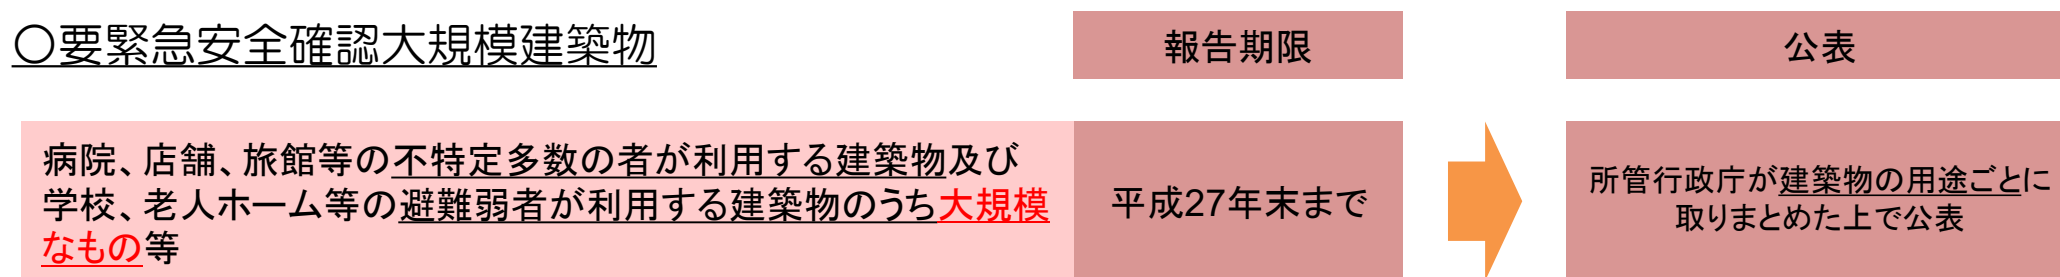 〇要緊急安全確認大規模建築物
報告期限
公表
病院、店舗、旅館等の不特定多数の者が利用する建築物及び
学校、老人ホーム等の避難弱者が利用する建築物のうち大規模
なもの等
平成27年末まで
所管行政庁が建築物の用途ごとに
取りまとめた上で公表